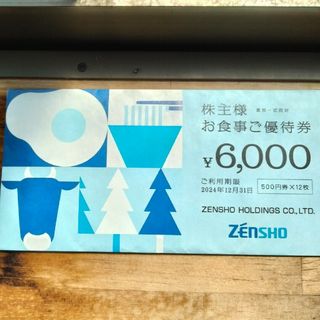 株主様
お食事ご優待券
¥6,000
ご利用期限
2024年12月31日
500円券×12枚
ZENSHO HOLDINGS CO., LTD.
ZENSHO